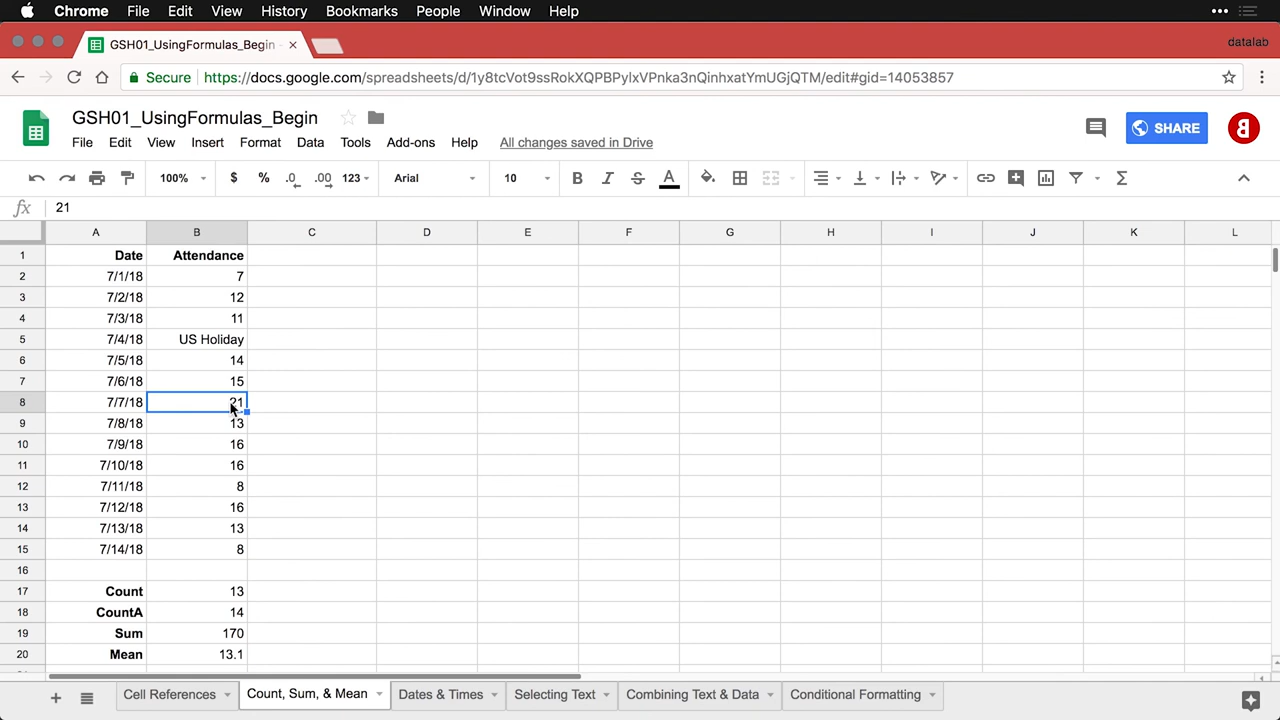 Chrome File Edit View History Bookmarks People Window Help
GSH01_UsingFormulas_Begin
datalab
Secure https://docs.google.com/spreadsheets/d/1y8tcVot9ssRokXQPBPylxVPnka3nQinhxatYmUGjQTM/edit#gid=14053857
GSH01_UsingFormulas_Begin
File Edit View Insert Format Data Tools Add-ons Help All changes saved in Drive
SHARE
100% $ % .0 .00 123 Arial 10 B I S A Σ
fx 21
A B C D E F G H I J K L
1 Date Attendance
2 7/1/18 7
3 7/2/18 12
4 7/3/18 11
5 7/4/18 US Holiday
6 7/5/18 14
7 7/6/18 15
8 7/7/18 21
9 7/8/18 13
10 7/9/18 16
11 7/10/18 16
12 7/11/18 8
13 7/12/18 16
14 7/13/18 13
15 7/14/18 8
16
17 Count 13
18 CountA 14
19 Sum 170
20 Mean 13.1
Cell References Count, Sum, & Mean Dates & Times Selecting Text Combining Text & Data Conditional Formatting